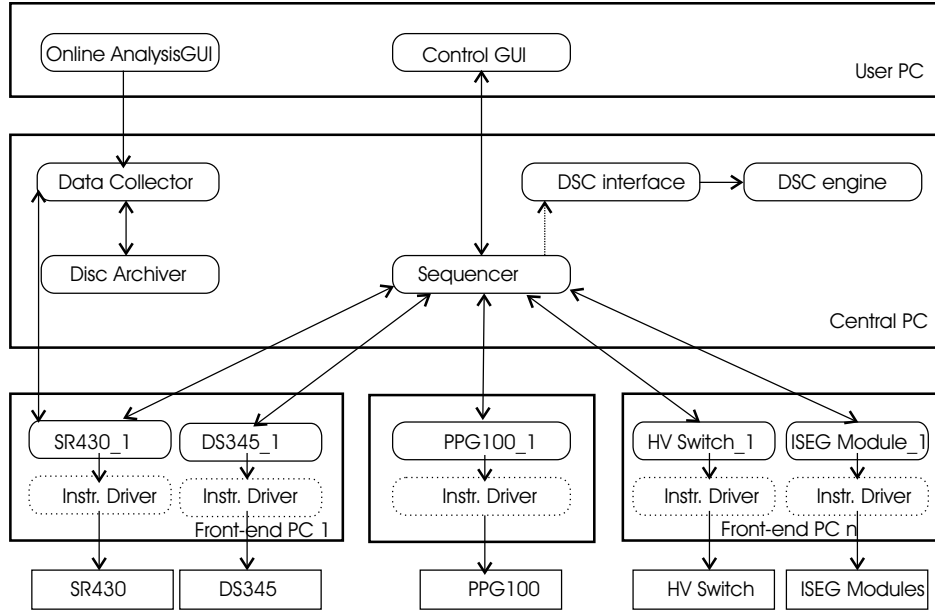 Online AnalysisGUI
Control GUI
User PC
Data Collector
DSC interface
DSC engine
Disc Archiver
Sequencer
Central PC
SR430_1
DS345_1
PPG100_1
HV Switch_1
ISEG Module_1
Instr. Driver
Instr. Driver
Instr. Driver
Instr. Driver
Instr. Driver
Front-end PC 1
Front-end PC n
SR430
DS345
PPG100
HV Switch
ISEG Modules